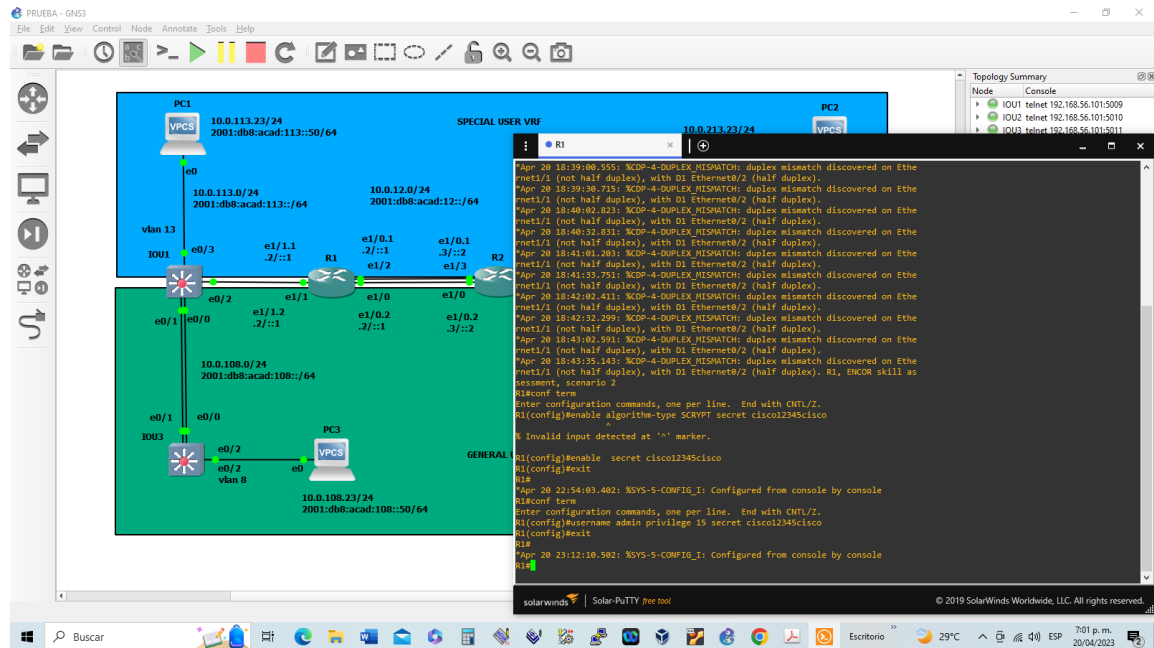 PRUEBA - GNS3
File Edit View Control Node Annotate Tools Help
Topology Summary
Node Console
IOU1 telnet 192.168.56.101:5009
IOU2 telnet 192.168.56.101:5010
IOU3 telnet 192.168.56.101:5011
PC1
VPCS
10.0.113.23/24
2001:db8:acad:113::50/64
SPECIAL USER VRF
PC2
10.0.213.23/24
VPCS
e0
10.0.113.0/24
2001:db8:acad:113::/64
10.0.12.0/24
2001:db8:acad:12::/64
vlan 13
IOU1
e0/3
e1/1.1
.2/::1
R1
e1/0.1
.2/::1
e1/2
e1/0.1
.3/::2
e1/3
R2
e0/2
e1/1
e1/0
e1/0
e0/1
e0/0
e1/1.2
.2/::1
e1/0.2
.2/::1
e1/0.2
.3/::2
10.0.108.0/24
2001:db8:acad:108::/64
e0/1
e0/0
IOU3
PC3
VPCS
e0/2
e0/2
e0
vlan 8
GENERAL
10.0.108.23/24
2001:db8:acad:108::50/64
R1
*Apr 20 18:39:00.555: %CDP-4-DUPLEX_MISMATCH: duplex mismatch discovered on Ethe
rnet1/1 (not half duplex), with D1 Ethernet0/2 (half duplex).
*Apr 20 18:39:30.715: %CDP-4-DUPLEX_MISMATCH: duplex mismatch discovered on Ethe
rnet1/1 (not half duplex), with D1 Ethernet0/2 (half duplex).
*Apr 20 18:40:02.823: %CDP-4-DUPLEX_MISMATCH: duplex mismatch discovered on Ethe
rnet1/1 (not half duplex), with D1 Ethernet0/2 (half duplex).
*Apr 20 18:40:32.831: %CDP-4-DUPLEX_MISMATCH: duplex mismatch discovered on Ethe
rnet1/1 (not half duplex), with D1 Ethernet0/2 (half duplex).
*Apr 20 18:41:01.203: %CDP-4-DUPLEX_MISMATCH: duplex mismatch discovered on Ethe
rnet1/1 (not half duplex), with D1 Ethernet0/2 (half duplex).
*Apr 20 18:41:33.751: %CDP-4-DUPLEX_MISMATCH: duplex mismatch discovered on Ethe
rnet1/1 (not half duplex), with D1 Ethernet0/2 (half duplex).
*Apr 20 18:42:02.411: %CDP-4-DUPLEX_MISMATCH: duplex mismatch discovered on Ethe
rnet1/1 (not half duplex), with D1 Ethernet0/2 (half duplex).
*Apr 20 18:42:32.299: %CDP-4-DUPLEX_MISMATCH: duplex mismatch discovered on Ethe
rnet1/1 (not half duplex), with D1 Ethernet0/2 (half duplex).
*Apr 20 18:43:02.591: %CDP-4-DUPLEX_MISMATCH: duplex mismatch discovered on Ethe
rnet1/1 (not half duplex), with D1 Ethernet0/2 (half duplex).
*Apr 20 18:43:35.143: %CDP-4-DUPLEX_MISMATCH: duplex mismatch discovered on Ethe
rnet1/1 (not half duplex), with D1 Ethernet0/2 (half duplex). R1, ENCOR skill as
sessment, scenario 2
R1#conf term
Enter configuration commands, one per line. End with CNTL/Z.
R1(config)#enable algorithm-type SCRYPT secret cisco12345cisco
^
% Invalid input detected at '^' marker.
R1(config)#enable  secret cisco12345cisco
R1(config)#exit
R1#
*Apr 20 22:54:03.402: %SYS-5-CONFIG_I: Configured from console by console
R1#conf term
Enter configuration commands, one per line. End with CNTL/Z.
R1(config)#username admin privilege 15 secret cisco12345cisco
R1(config)#exit
R1#
*Apr 20 23:12:10.502: %SYS-5-CONFIG_I: Configured from console by console
R1#
solarwinds | Solar-PuTTY free tool
© 2019 SolarWinds Worldwide, LLC. All rights reserved.
Buscar
Escritorio
29°C
ESP
7:01 p. m.
20/04/2023